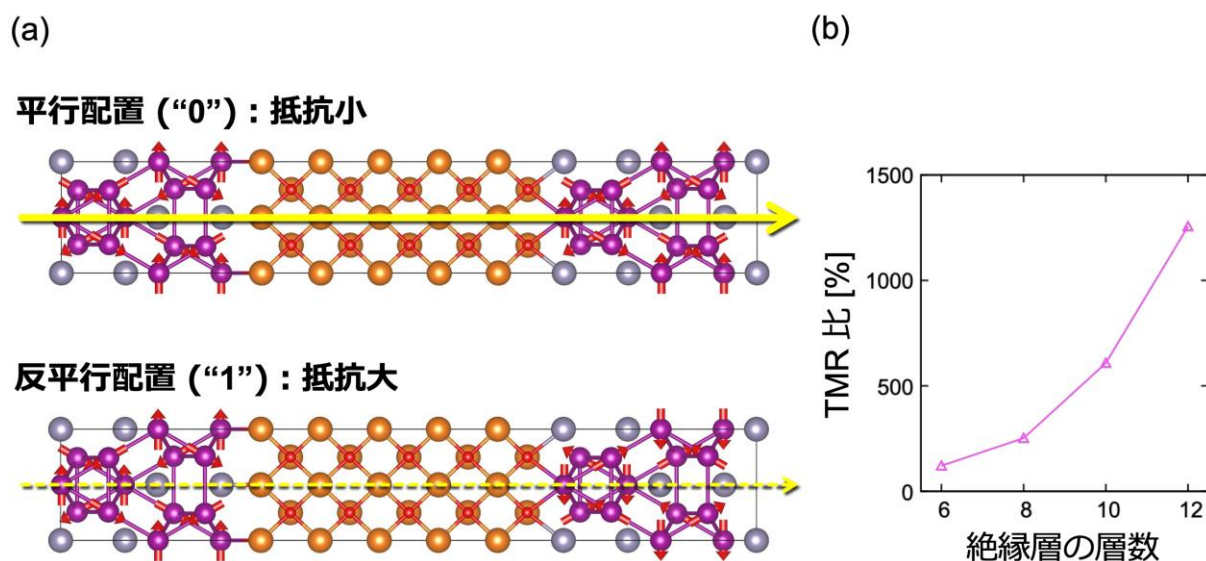 (a)
平行配置 (“0”) : 抵抗小
反平行配置 (“1”) : 抵抗大
(b)
TMR 比 [%]
1500
1000
500
0
6 8 10 12
絶縁層の層数